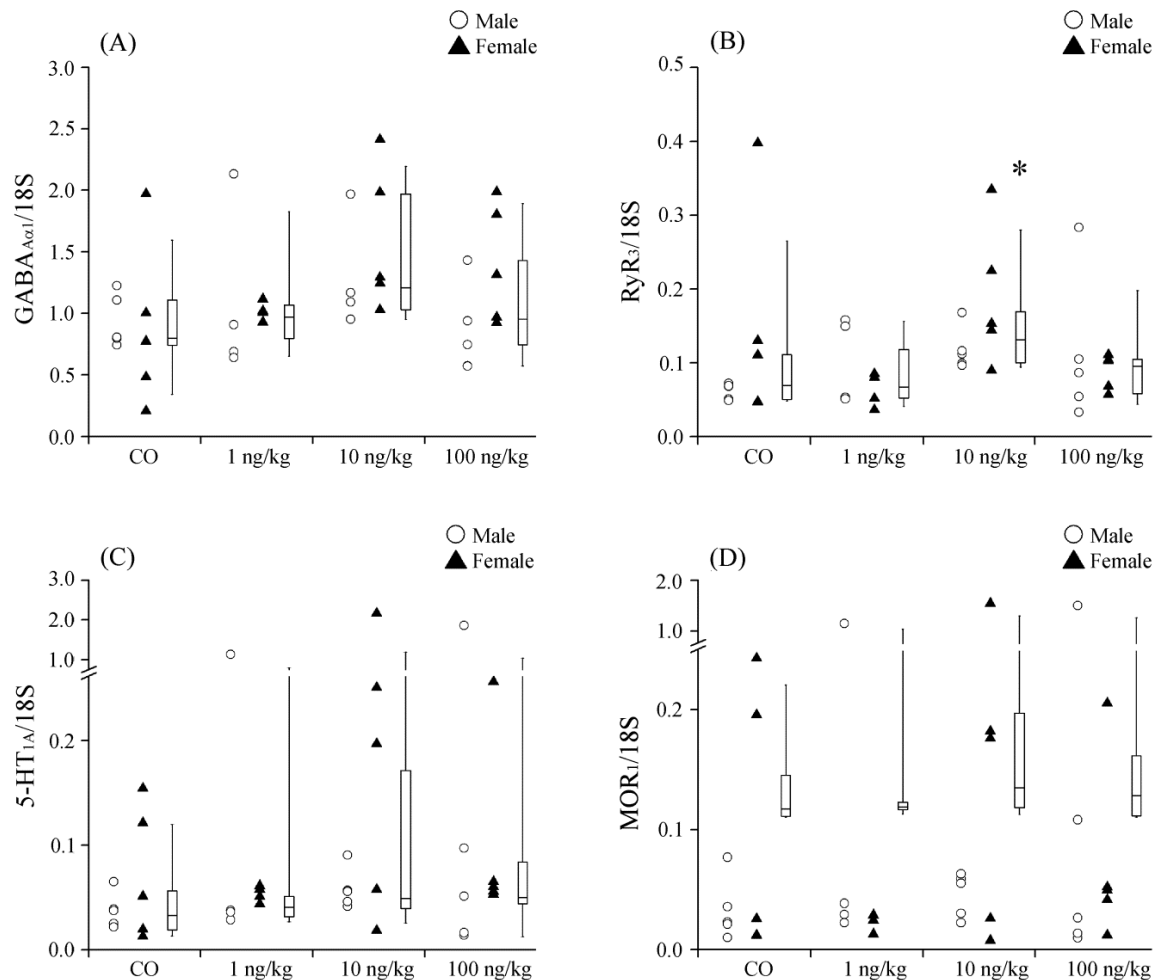 (A)
○ Male
▲ Female
GABA_Aα1/18S
3.0
2.5
2.0
1.5
1.0
0.5
0.0
CO 1 ng/kg 10 ng/kg 100 ng/kg
(B)
○ Male
▲ Female
RyR₃/18S
0.5
0.4
0.3
0.2
0.1
0.0
*
CO 1 ng/kg 10 ng/kg 100 ng/kg
(C)
○ Male
▲ Female
5-HT₁A/18S
3.0
2.0
1.0
0.2
0.1
0.0
CO 1 ng/kg 10 ng/kg 100 ng/kg
(D)
○ Male
▲ Female
MOR₁/18S
2.0
1.0
0.2
0.1
0.0
CO 1 ng/kg 10 ng/kg 100 ng/kg